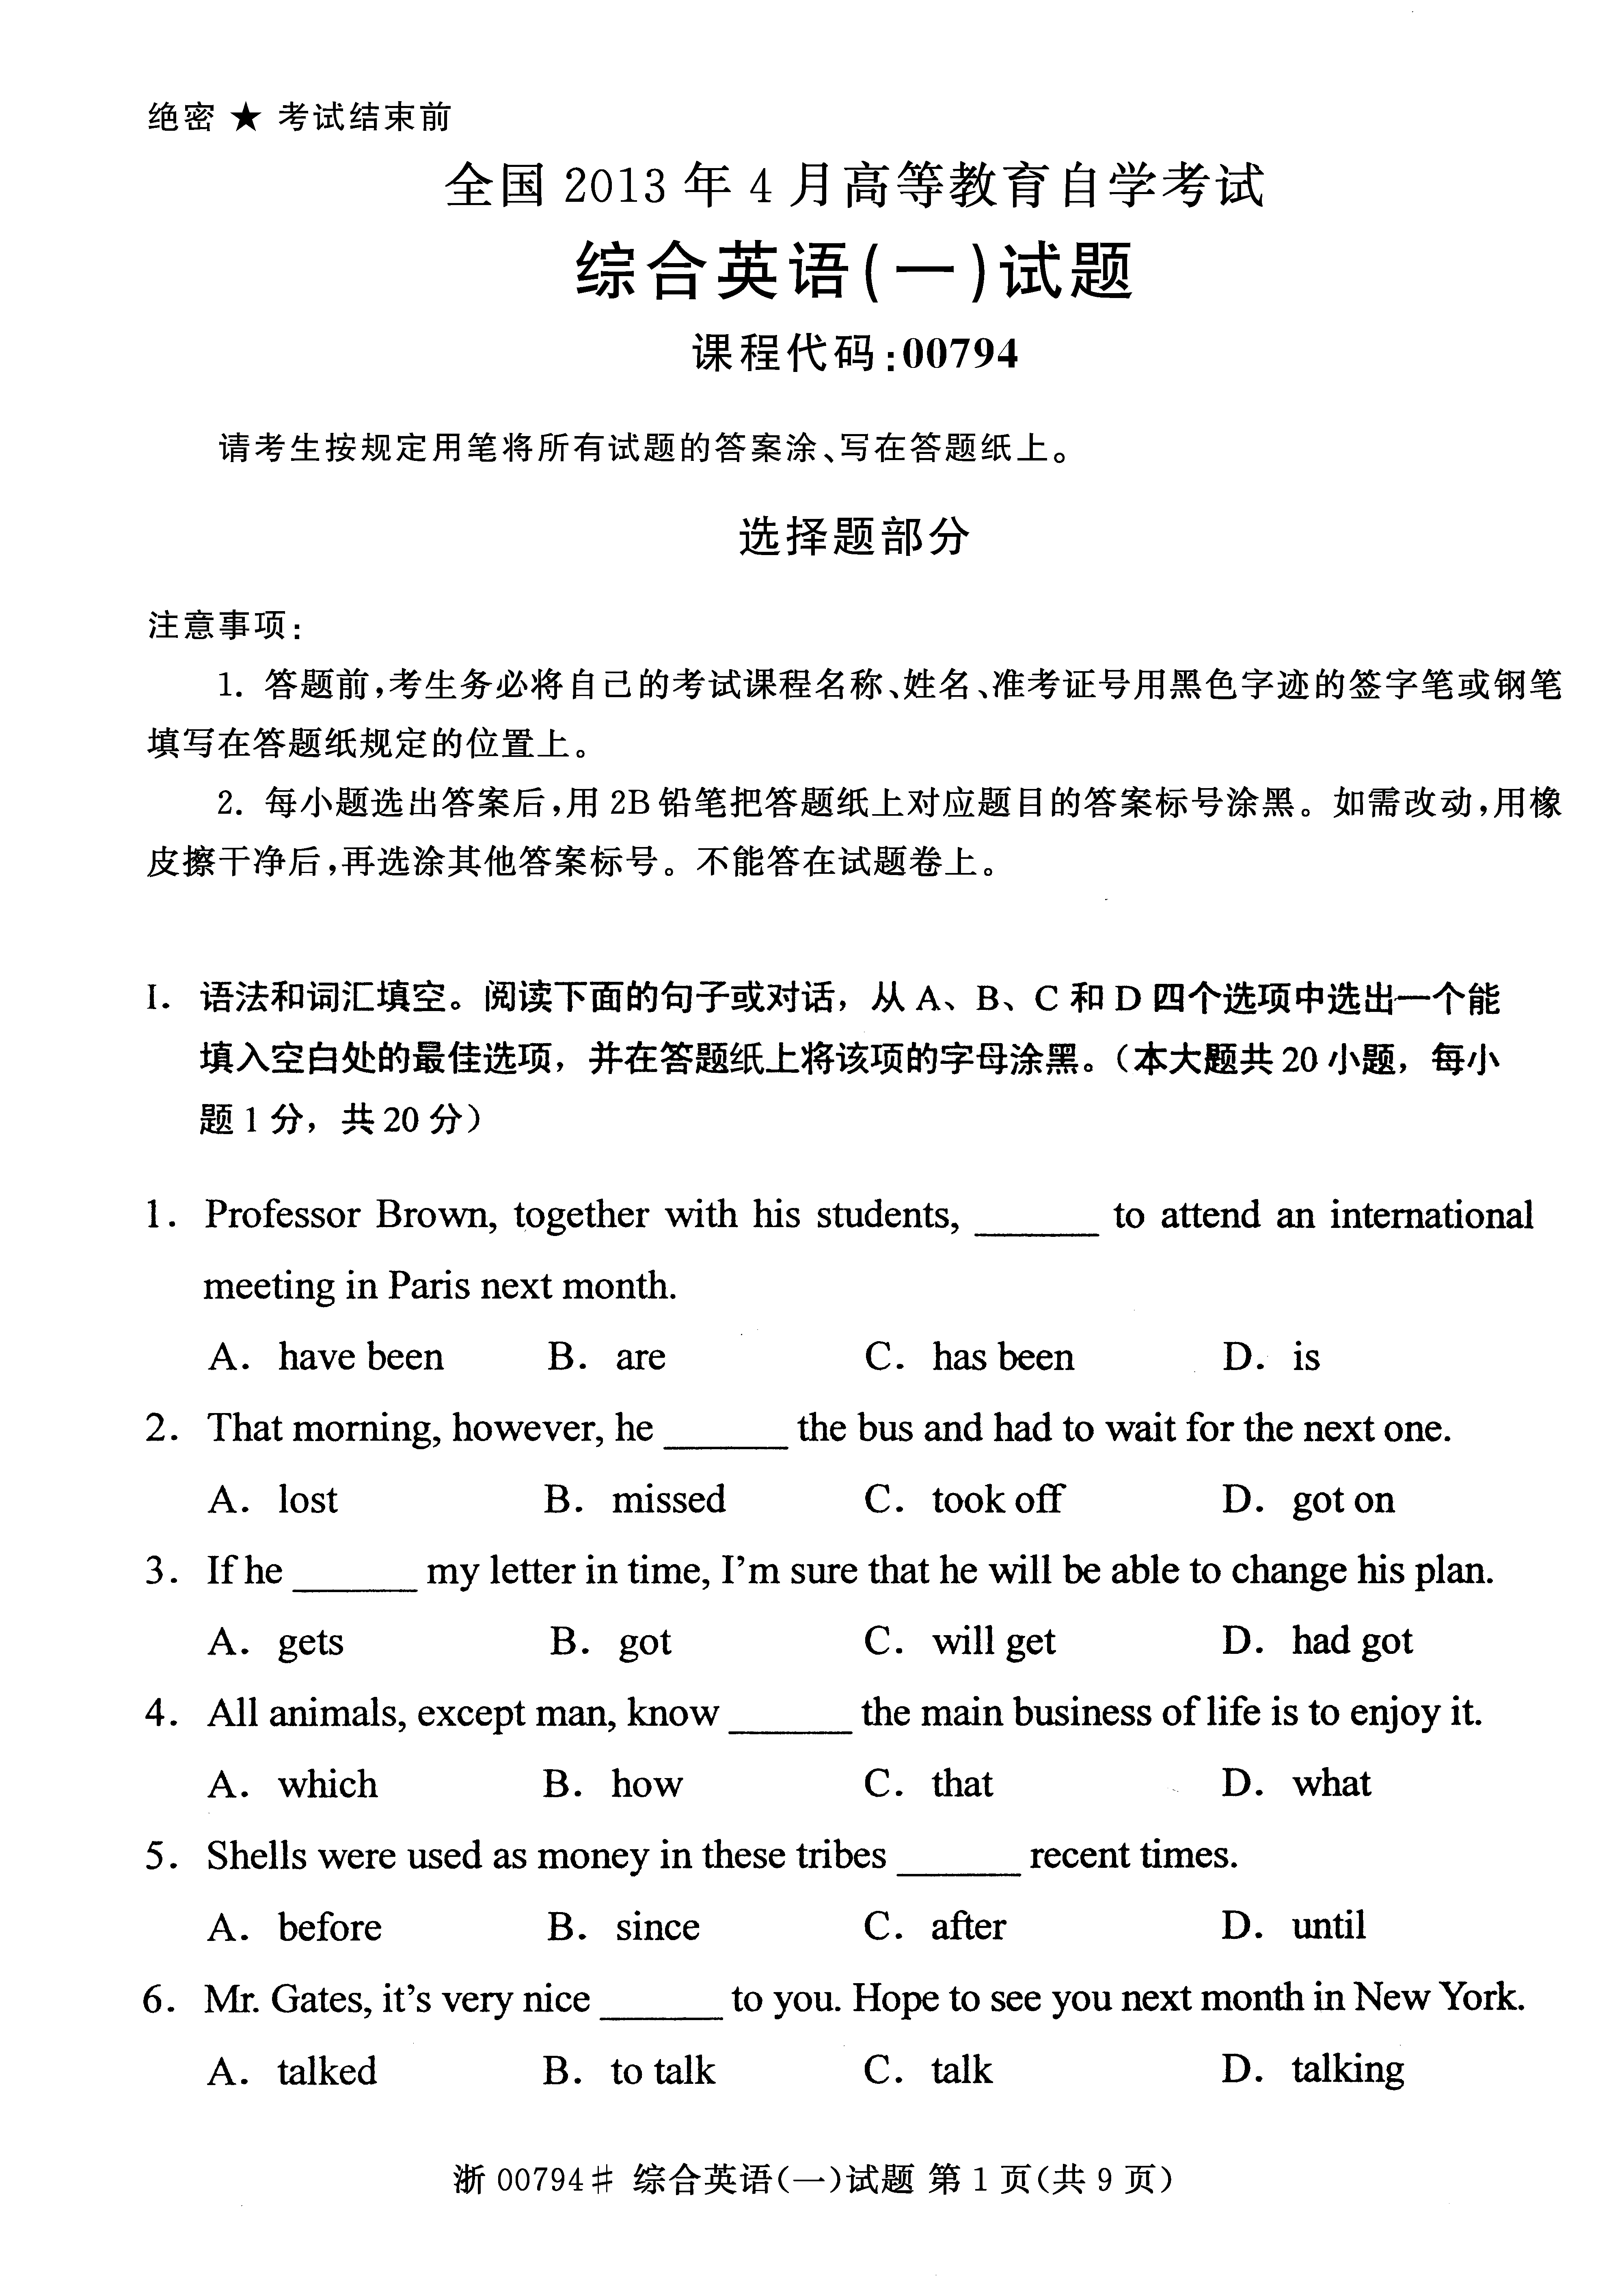 绝密 ★ 考试结束前
全国 2013 年 4 月高等教育自学考试
综合英语(一)试题
课程代码:00794
请考生按规定用笔将所有试题的答案涂、写在答题纸上。
选择题部分
注意事项:
1. 答题前,考生务必将自己的考试课程名称、姓名、准考证号用黑色字迹的签字笔或钢笔
填写在答题纸规定的位置上。
2. 每小题选出答案后,用 2B 铅笔把答题纸上对应题目的答案标号涂黑。如需改动,用橡
皮擦干净后,再选涂其他答案标号。不能答在试题卷上。
I. 语法和词汇填空。阅读下面的句子或对话，从 A、B、C 和 D 四个选项中选出一个能
填入空白处的最佳选项，并在答题纸上将该项的字母涂黑。（本大题共 20 小题，每小
题 1 分，共 20 分）
1. Professor Brown, together with his students, ______ to attend an international
meeting in Paris next month.
A. have been B. are C. has been D. is
2. That morning, however, he ______ the bus and had to wait for the next one.
A. lost B. missed C. took off D. got on
3. If he ______ my letter in time, I'm sure that he will be able to change his plan.
A. gets B. got C. will get D. had got
4. All animals, except man, know ______ the main business of life is to enjoy it.
A. which B. how C. that D. what
5. Shells were used as money in these tribes ______ recent times.
A. before B. since C. after D. until
6. Mr. Gates, it's very nice ______ to you. Hope to see you next month in New York.
A. talked B. to talk C. talk D. talking
浙 00794# 综合英语(一)试题 第 1 页(共 9 页)